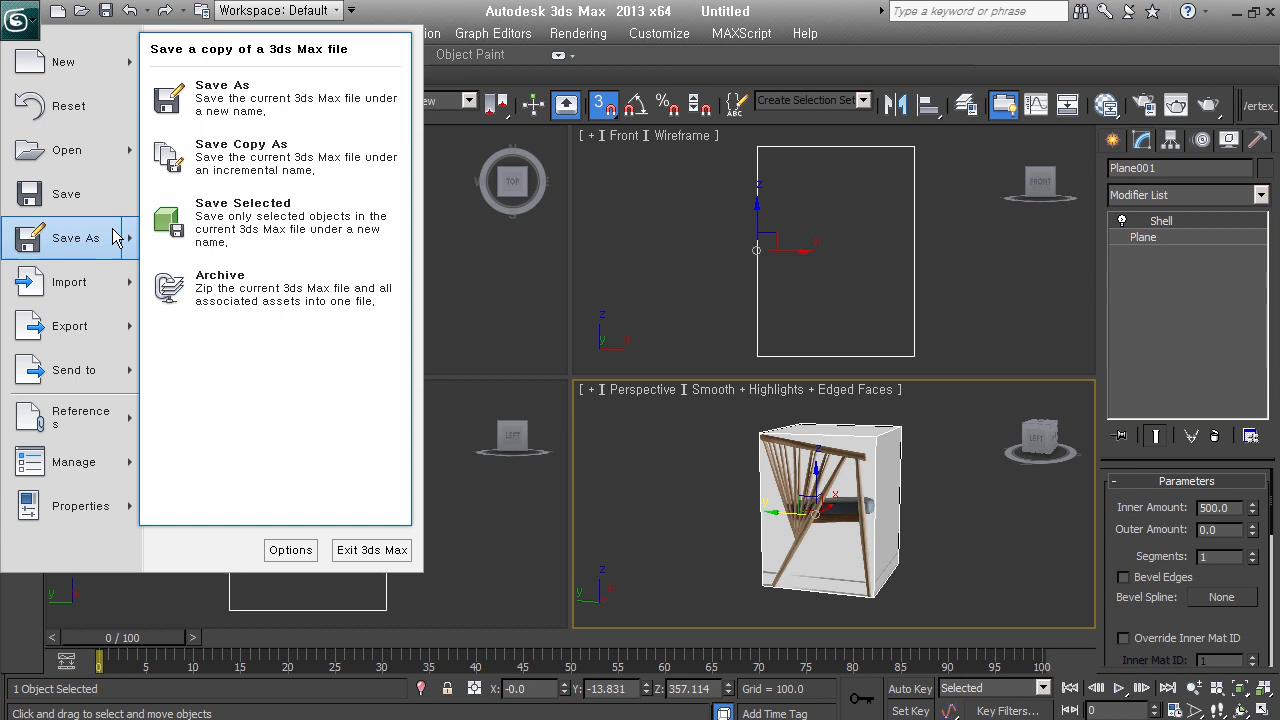 Workspace: Default
Autodesk 3ds Max 2013 x64 Untitled
Type a keyword or phrase
Graph Editors Rendering Customize MAXScript Help
Object Paint
Save a copy of a 3ds Max file
Save As
Save the current 3ds Max file under
a new name,
Save Copy As
Save the current 3ds Max file under
an incremental name,
Save Selected
Save only selected objects in the
current 3ds Max file under a new
name,
Archive
Zip the current 3ds Max file and all
associated assets into one file,
New
Reset
Open
Save
Save As
Import
Export
Send to
Reference
s
Manage
Properties
Options
Exit 3ds Max
3
%
ABC
Create Selection Set
TOP
[ + ] Front ] Wireframe ]
FRONT
z
z
y
LEFT
[ + ] Perspective ] Smooth + Highlights + Edged Faces ]
LEFT
z
x
y
z
y
y
Plane001
Modifier List
Shell
Plane
- Parameters
Inner Amount: 500.0
Outer Amount: 0.0
Segments: 1
Bevel Edges
Bevel Spline: None
Override Inner Mat ID
Inner Mat ID: 1
< 0 / 100 >
0 5 10 15 20 25 30 35 40 45 50 55 60 65 70 75 80 85 90 95 100
1 Object Selected
X: -0.0 Y: -13.831 Z: 357.114 Grid = 100.0
Auto Key Selected
Click and drag to select and move objects
Add Time Tag
Set Key Key Filters... 0